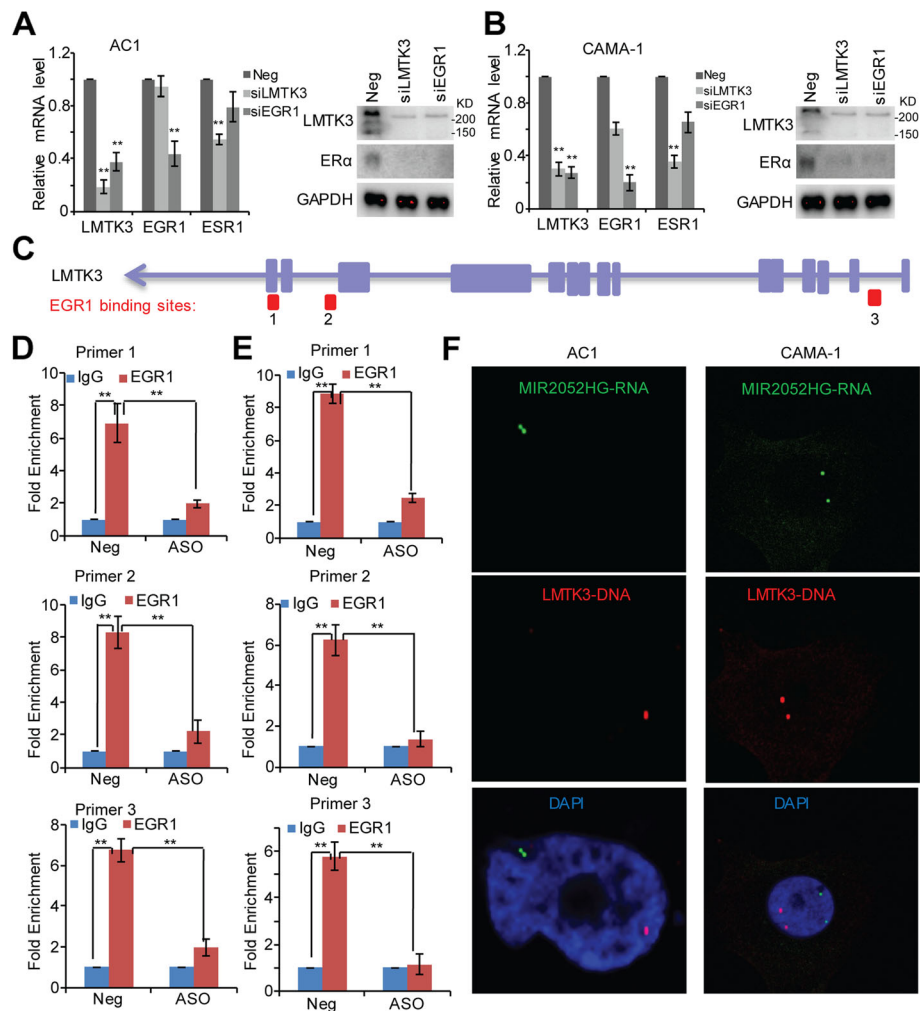 A
AC1
Relative mRNA level
1.2
0.8
0.4
0
Neg
siLMTK3
siEGR1
**
**
**
**
LMTK3 EGR1 ESR1
Neg
siLMTK3
siEGR1
KD
LMTK3
-200
-150
ERα
GAPDH
B
CAMA-1
Relative mRNA level
1.2
0.8
0.4
0
Neg
siLMTK3
siEGR1
** **
**
**
LMTK3 EGR1 ESR1
Neg
siLMTK3
siEGR1
KD
LMTK3
-200
-150
ERα
GAPDH
C
LMTK3
EGR1 binding sites:
1 2 3
D
Primer 1
IgG EGR1
Fold Enrichment
10
8
6
4
2
0
** **
Neg ASO
Primer 2
IgG EGR1
Fold Enrichment
10
8
6
4
2
0
** **
Neg ASO
Primer 3
IgG EGR1
Fold Enrichment
8
6
4
2
0
** **
Neg ASO
E
Primer 1
IgG EGR1
Fold Enrichment
10
8
6
4
2
0
** **
Neg ASO
Primer 2
IgG EGR1
Fold Enrichment
8
6
4
2
0
** **
Neg ASO
Primer 3
IgG EGR1
Fold Enrichment
6
5
4
3
2
1
0
** **
Neg ASO
F
AC1 CAMA-1
MIR2052HG-RNA MIR2052HG-RNA
LMTK3-DNA LMTK3-DNA
DAPI DAPI